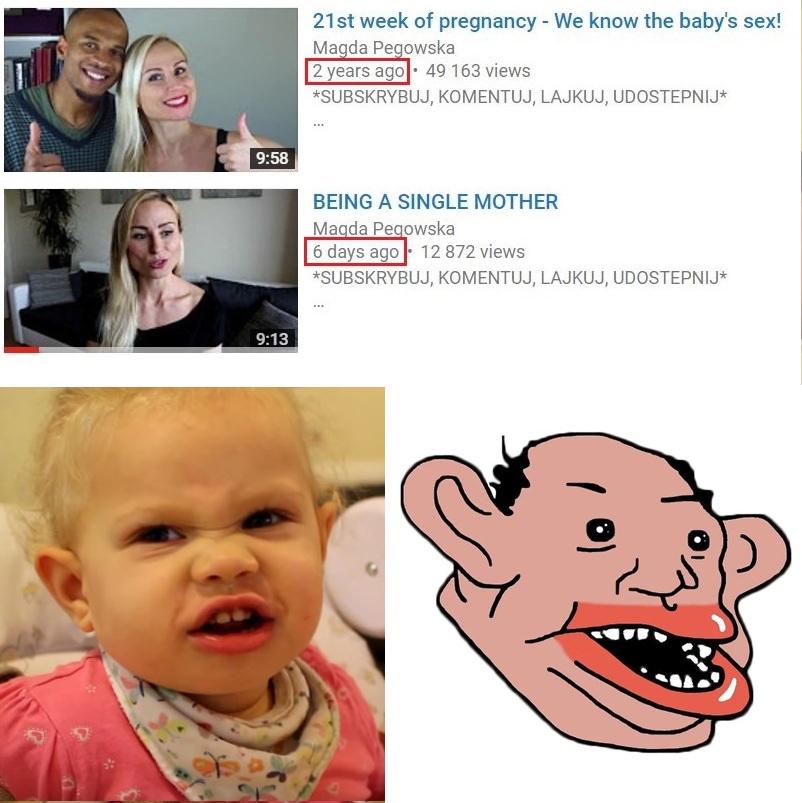 21st week of pregnancy - We know the baby's sex!
Magda Pegowska
2 years ago • 49 163 views
*SUBSKRYBUJ, KOMENTUJ, LAJKUJ, UDOSTEPNIJ*
...
9:58
BEING A SINGLE MOTHER
Magda Pegowska
6 days ago • 12 872 views
*SUBSKRYBUJ, KOMENTUJ, LAJKUJ, UDOSTEPNIJ*
...
9:13